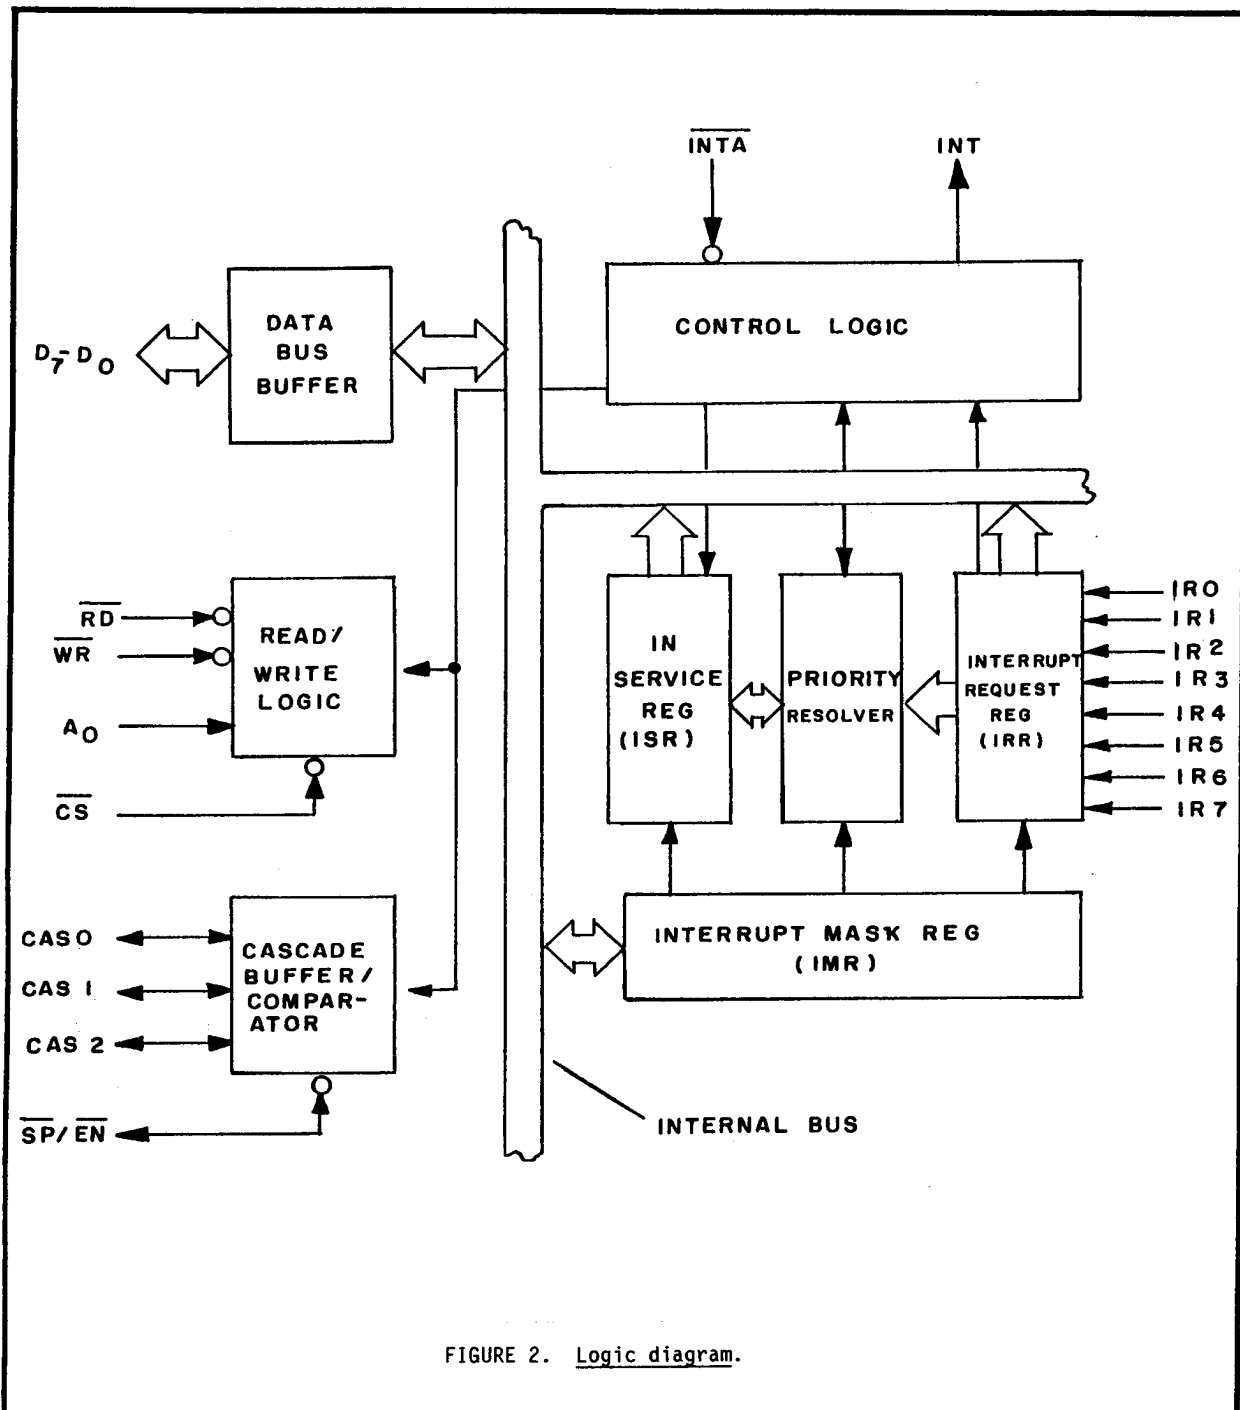 INTA
INT
CONTROL LOGIC
DATA
BUS
BUFFER
D7-D0
RD
WR
A0
CS
READ/
WRITE
LOGIC
IN
SERVICE
REG
(ISR)
PRIORITY
RESOLVER
INTERRUPT
REQUEST
REG
(IRR)
IR0
IR1
IR2
IR3
IR4
IR5
IR6
IR7
CAS0
CAS 1
CAS 2
SP/EN
CASCADE
BUFFER/
COMPAR-
ATOR
INTERRUPT MASK REG
(IMR)
INTERNAL BUS
FIGURE 2. Logic diagram.